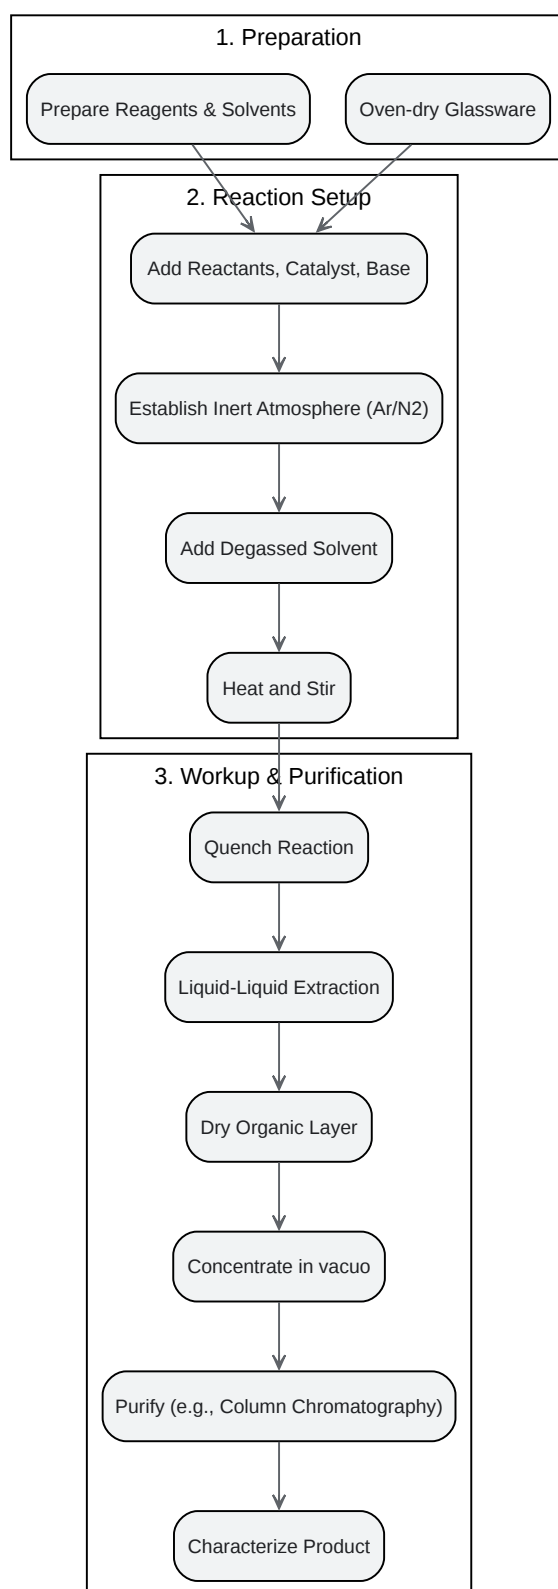 1. Preparation
Prepare Reagents & Solvents
Oven-dry Glassware
2. Reaction Setup
Add Reactants, Catalyst, Base
Establish Inert Atmosphere (Ar/N2)
Add Degassed Solvent
Heat and Stir
3. Workup & Purification
Quench Reaction
Liquid-Liquid Extraction
Dry Organic Layer
Concentrate in vacuo
Purify (e.g., Column Chromatography)
Characterize Product